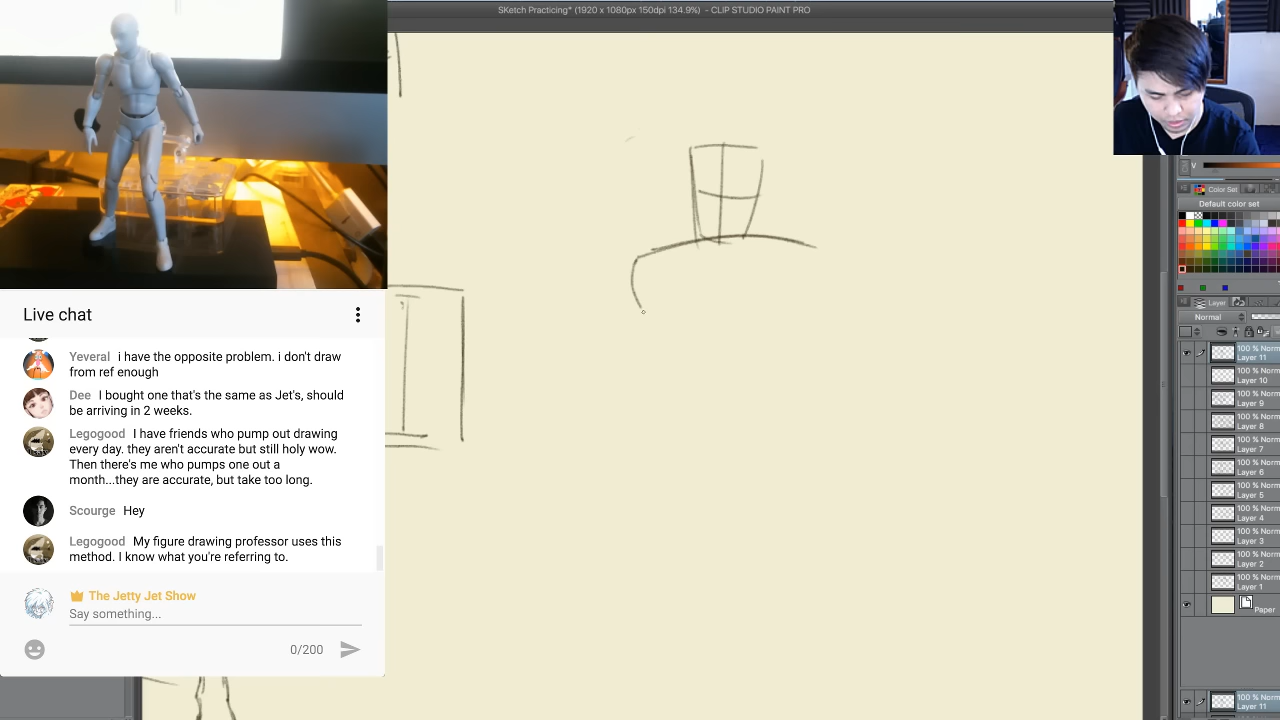 SKetch Practicing* (1920 x 1080px 150dpi 134.9%) - CLIP STUDIO PAINT PRO
Live chat
Yeveral i have the opposite problem. i don't draw
from ref enough
Dee I bought one that's the same as Jet's, should
be arriving in 2 weeks.
Legogood I have friends who pump out drawing
every day. they aren't accurate but still holy wow.
Then there's me who pumps one out a
month...they are accurate, but take too long.
Scourge Hey
Legogood My figure drawing professor uses this
method. I know what you're referring to.
The Jetty Jet Show
Say something...
0/200
V
Color Set
Default color set
Layer
Normal
100 % Norm
Layer 11
100 % Norm
Layer 10
100 % Norm
Layer 9
100 % Norm
Layer 8
100 % Norm
Layer 7
100 % Norm
Layer 6
100 % Norm
Layer 5
100 % Norm
Layer 4
100 % Norm
Layer 3
100 % Norm
Layer 2
100 % Norm
Layer 1
Paper
100 % Norm
Layer 11